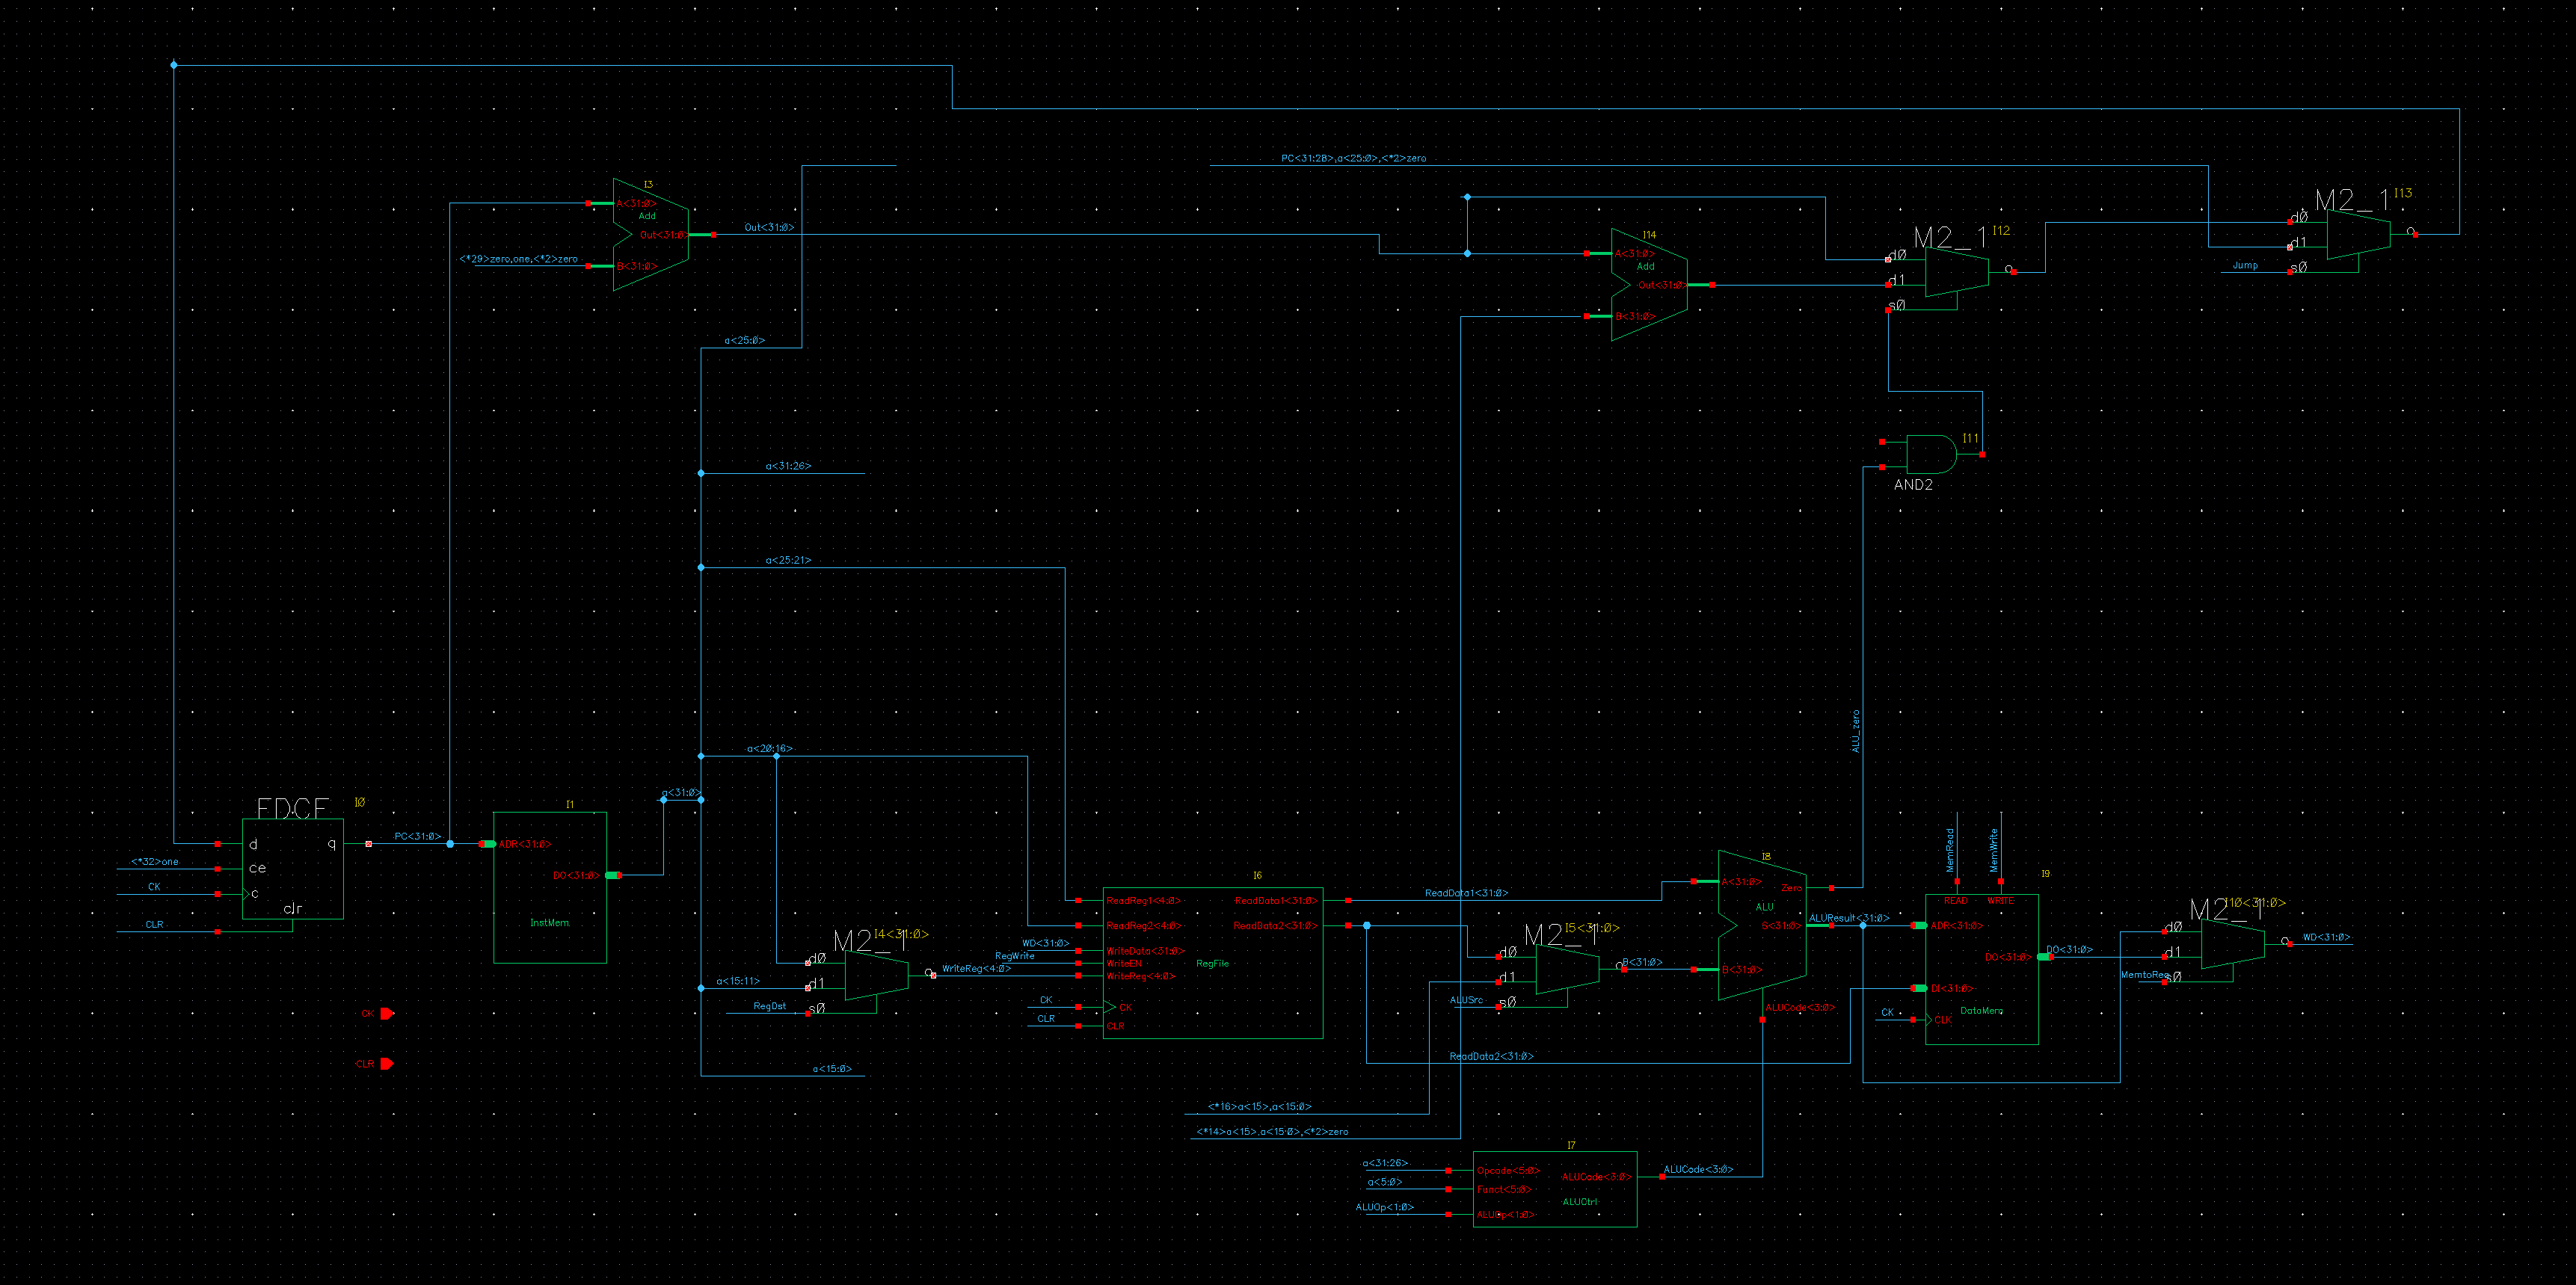 PC<31:28>,a<25:0>,<*2>zero
I3
A<31:0>
Add
Out<31:0>
Out<31:0>
<*29>zero,one,<*2>zero
B<31:0>
M2_1
I13
d0
d1
s0
o
Jump
I14
A<31:0>
Add
Out<31:0>
B<31:0>
M2_1
I12
d0
d1
s0
o
a<25:0>
I11
AND2
a<31:26>
a<25:21>
ALU_zero
a<20:16>
a<31:0>
I0
d
q
ce
c
clr
<*32>one
CK
CLR
PC<31:0>
I1
ADR<31:0>
DO<31:0>
InstMem
CK
CLR
M2_1
I4<31:0>
d0
d1
s0
o
a<15:11>
RegDst
WriteReg<4:0>
a<15:0>
I6
ReadReg1<4:0>
ReadReg2<4:0>
WriteData<31:0>
WriteEN
WriteReg<4:0>
CK
CLR
ReadData1<31:0>
ReadData2<31:0>
RegFile
WD<31:0>
RegWrite
CK
CLR
ReadData1<31:0>
M2_1
I5<31:0>
d0
d1
s0
o
ALUSrc
B<31:0>
ReadData2<31:0>
I8
A<31:0>
Zero
ALU
S<31:0>
B<31:0>
ALUCode<3:0>
ALUResult<31:0>
MemRead
MemWrite
I9
READ
WRITE
ADR<31:0>
DO<31:0>
DI<31:0>
DataMem
CLK
CK
DO<31:0>
M2_1
I10<31:0>
d0
d1
s0
o
MemtoReg
WD<31:0>
<*16>a<15>,a<15:0>
<*14>a<15>,a<15:0>,<*2>zero
I7
a<31:26>
a<5:0>
ALUOp<1:0>
Opcode<5:0>
Funct<5:0>
ALUOp<1:0>
ALUCode<3:0>
ALUCtrl
ALUCode<3:0>